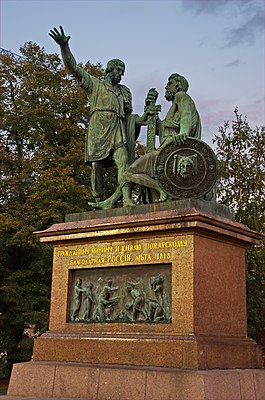 ГРАЖДАНИНУ МИНИНУ И КНЯЗЮ ПОЖАРСКОМУ
БЛАГОДАРНАЯ РОССІЯ. ЛѢТА 1818